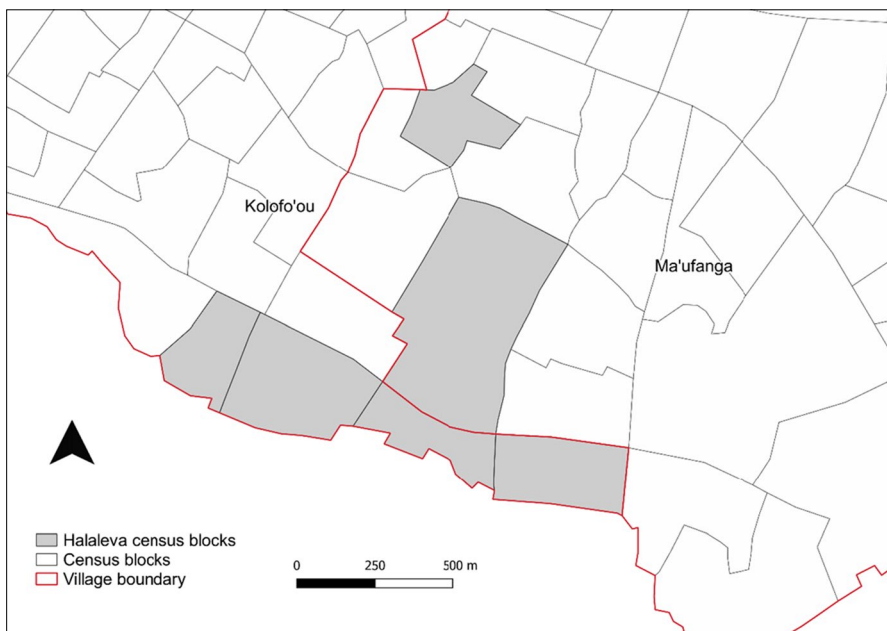 Kolofo'ou
Ma'ufanga
Halaleva census blocks
Census blocks
Village boundary
0 250 500 m